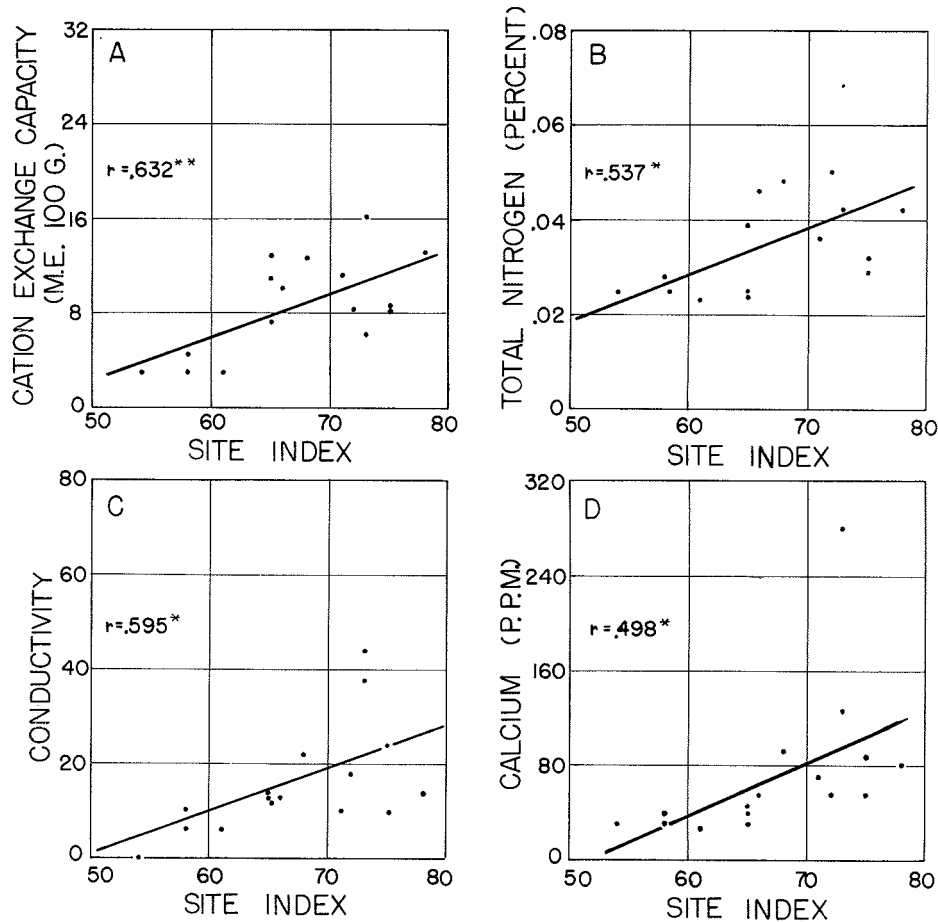 A
CATION EXCHANGE CAPACITY
(M.E. 100 G.)
32
24
16
8
0
r=.632**
50 60 70 80
SITE INDEX
B
TOTAL NITROGEN (PERCENT)
.08
.06
.04
.02
0
r=.537*
50 60 70 80
SITE INDEX
C
CONDUCTIVITY
80
60
40
20
0
r=.595*
50 60 70 80
SITE INDEX
D
CALCIUM (P.P.M.)
320
240
160
80
0
r=.498*
50 60 70 80
SITE INDEX